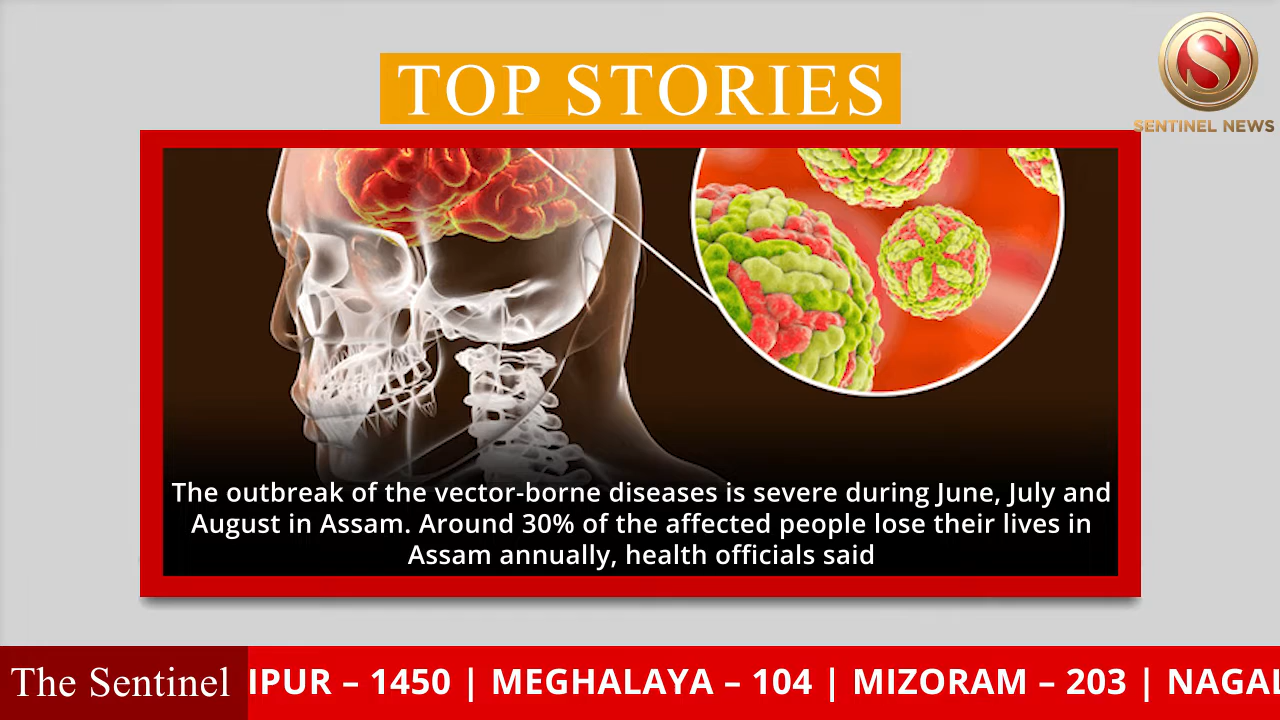 TOP STORIES
S
SENTINEL NEWS
The outbreak of the vector-borne diseases is severe during June, July and
August in Assam. Around 30% of the affected people lose their lives in
Assam annually, health officials said
The Sentinel
IPUR – 1450 | MEGHALAYA – 104 | MIZORAM – 203 | NAGAL